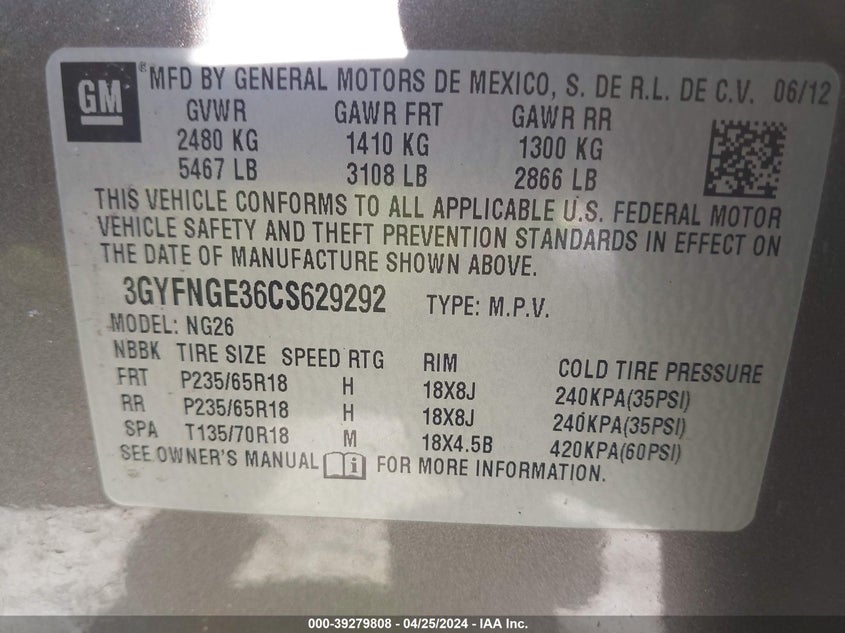 GM ® MFD BY GENERAL MOTORS DE MEXICO, S. DE R.L. DE C.V. 06/12
GVWR GAWR FRT GAWR RR
2480 KG 1410 KG 1300 KG
5467 LB 3108 LB 2866 LB
THIS VEHICLE CONFORMS TO ALL APPLICABLE U.S. FEDERAL MOTOR
VEHICLE SAFETY AND THEFT PREVENTION STANDARDS IN EFFECT ON
THE DATE OF MANUFACTURE SHOWN ABOVE.
3GYFNGE36CS629292 TYPE: M.P.V.
MODEL: NG26
NBBK TIRE SIZE SPEED RTG RIM COLD TIRE PRESSURE
FRT P235/65R18 H 18X8J 240KPA(35PSI)
RR P235/65R18 H 18X8J 240KPA(35PSI)
SPA T135/70R18 M 18X4.5B 420KPA(60PSI)
SEE OWNER'S MANUAL i FOR MORE INFORMATION.
000-39279808 - 04/25/2024 - IAA Inc.